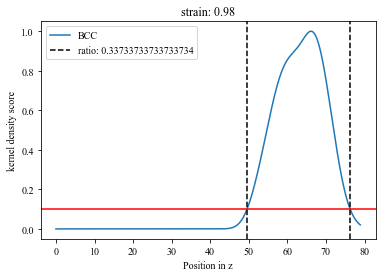 strain: 0.98
BCC
ratio: 0.33733733733733734
kernel density score
1.0
0.8
0.6
0.4
0.2
0.0
0 10 20 30 40 50 60 70 80
Position in z